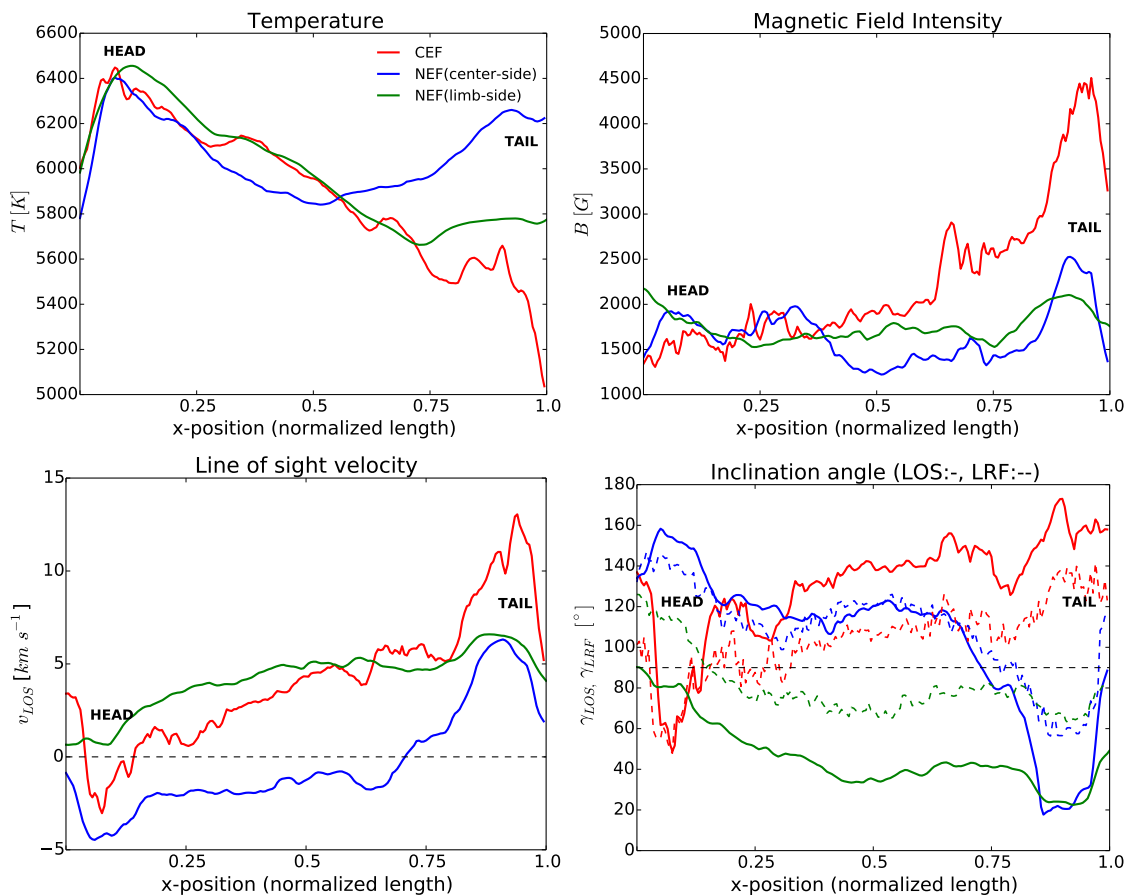 Temperature
6600
6400
6200
6000
5800
5600
5400
5200
5000
T [K]
HEAD
CEF
NEF(center-side)
NEF(limb-side)
TAIL
0.25
0.5
0.75
1.0
x-position (normalized length)
Magnetic Field Intensity
5000
4500
4000
3500
3000
2500
2000
1500
1000
B [G]
HEAD
TAIL
0.25
0.5
0.75
1.0
x-position (normalized length)
Line of sight velocity
15
10
5
0
−5
v_LOS [km s⁻¹]
HEAD
TAIL
0.25
0.5
0.75
1.0
x-position (normalized length)
Inclination angle (LOS:-, LRF:--)
180
160
140
120
100
80
60
40
20
0
γ_LOS, γ_LRF [°]
HEAD
TAIL
0.25
0.5
0.75
1.0
x-position (normalized length)